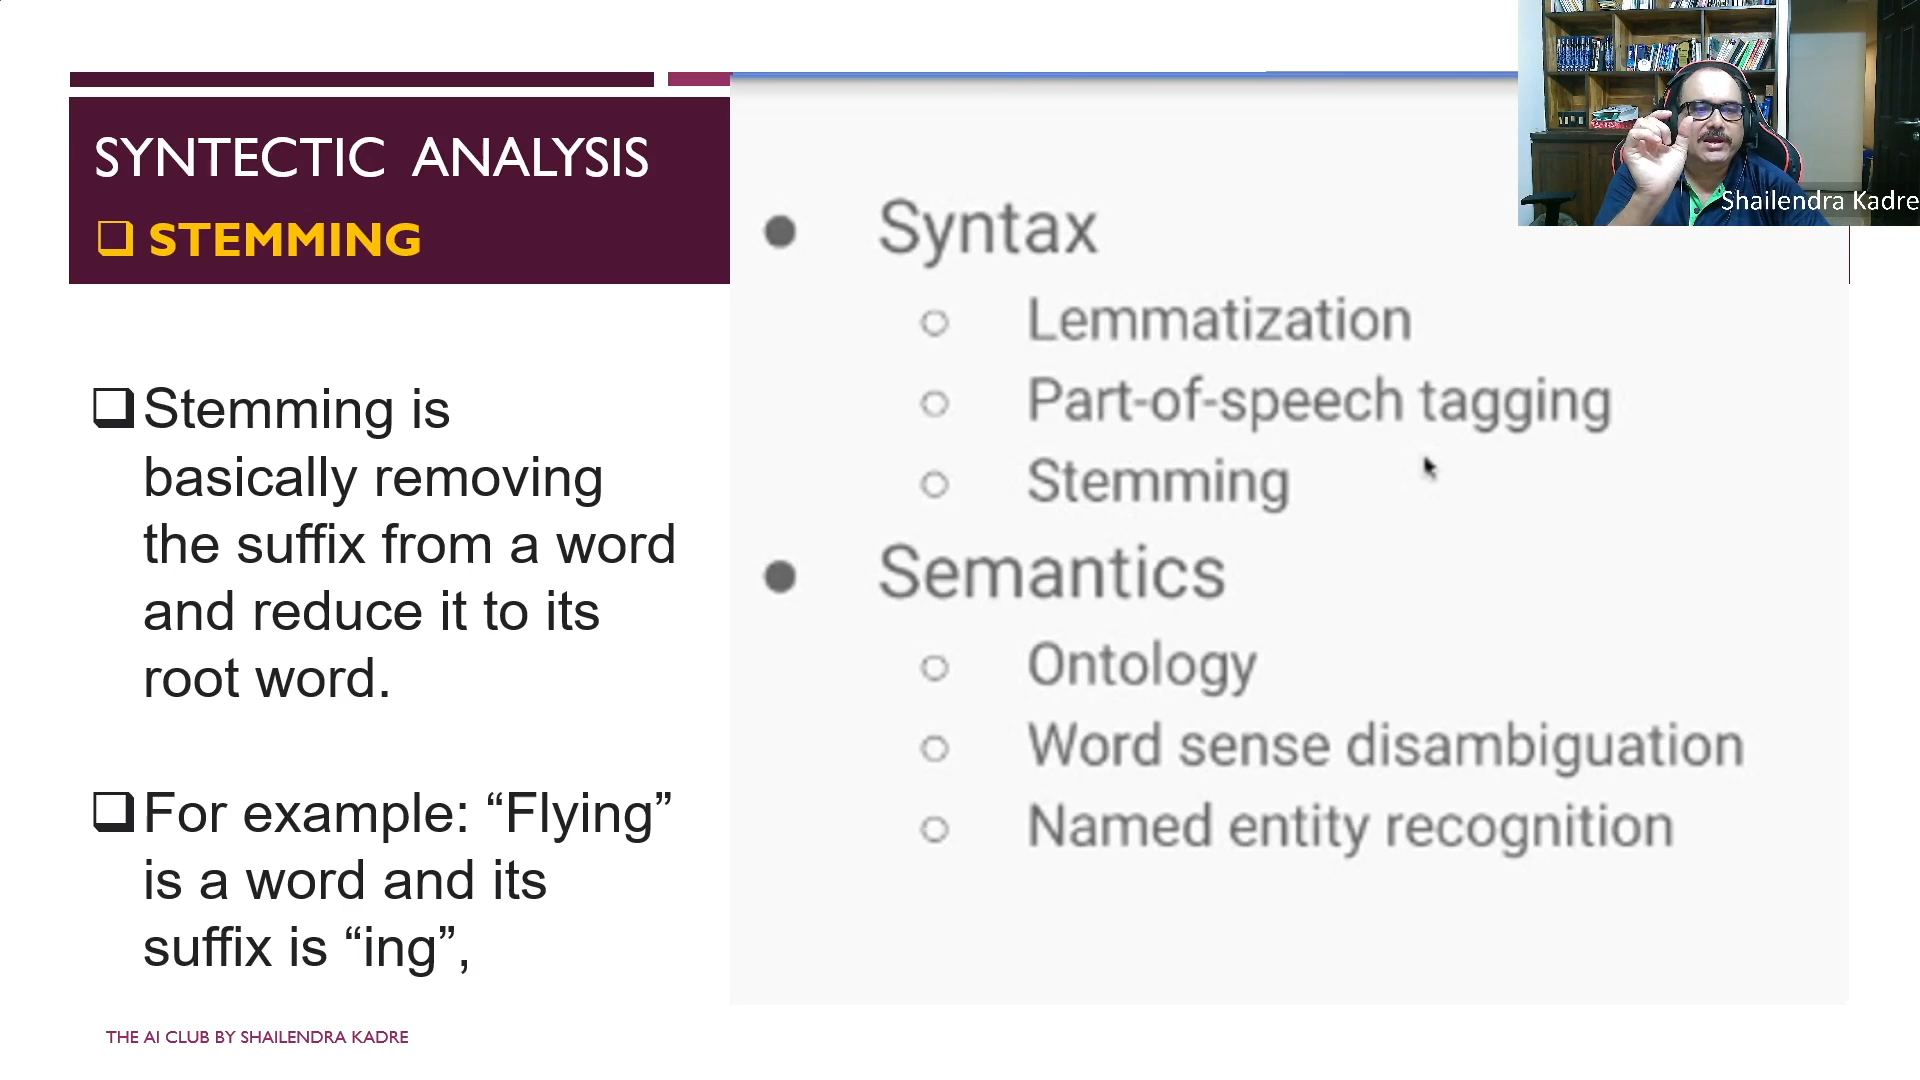 SYNTECTIC ANALYSIS
STEMMING
Stemming is
basically removing
the suffix from a word
and reduce it to its
root word.
For example: “Flying”
is a word and its
suffix is “ing”,
Syntax
Lemmatization
Part-of-speech tagging
Stemming
Semantics
Ontology
Word sense disambiguation
Named entity recognition
Shailendra Kadre
THE AI CLUB BY SHAILENDRA KADRE